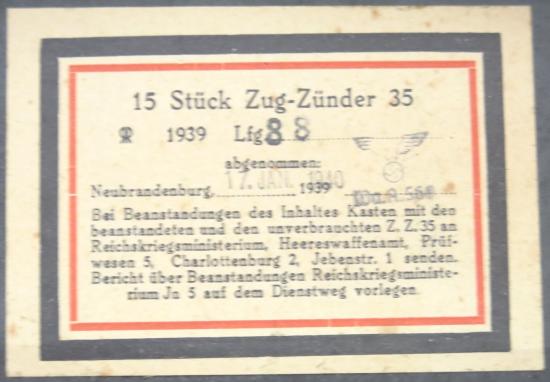 15 Stück Zug-Zünder 35
1939 Lfg. 88
abgenommen:
Neubrandenburg, 17. JAN. 1940 1939
Bei Beanstandungen des Inhaltes Kasten mit den
beanstandeten und den unverbrauchten Z.Z.35 an
Reichskriegsministerium, Heereswaffenamt, Prüf-
wesen 5, Charlottenburg 2, Jebenstr. 1 senden.
Bericht über Beanstandungen Reichskriegsministe-
rium Jn 5 auf dem Dienstweg vorlegen.